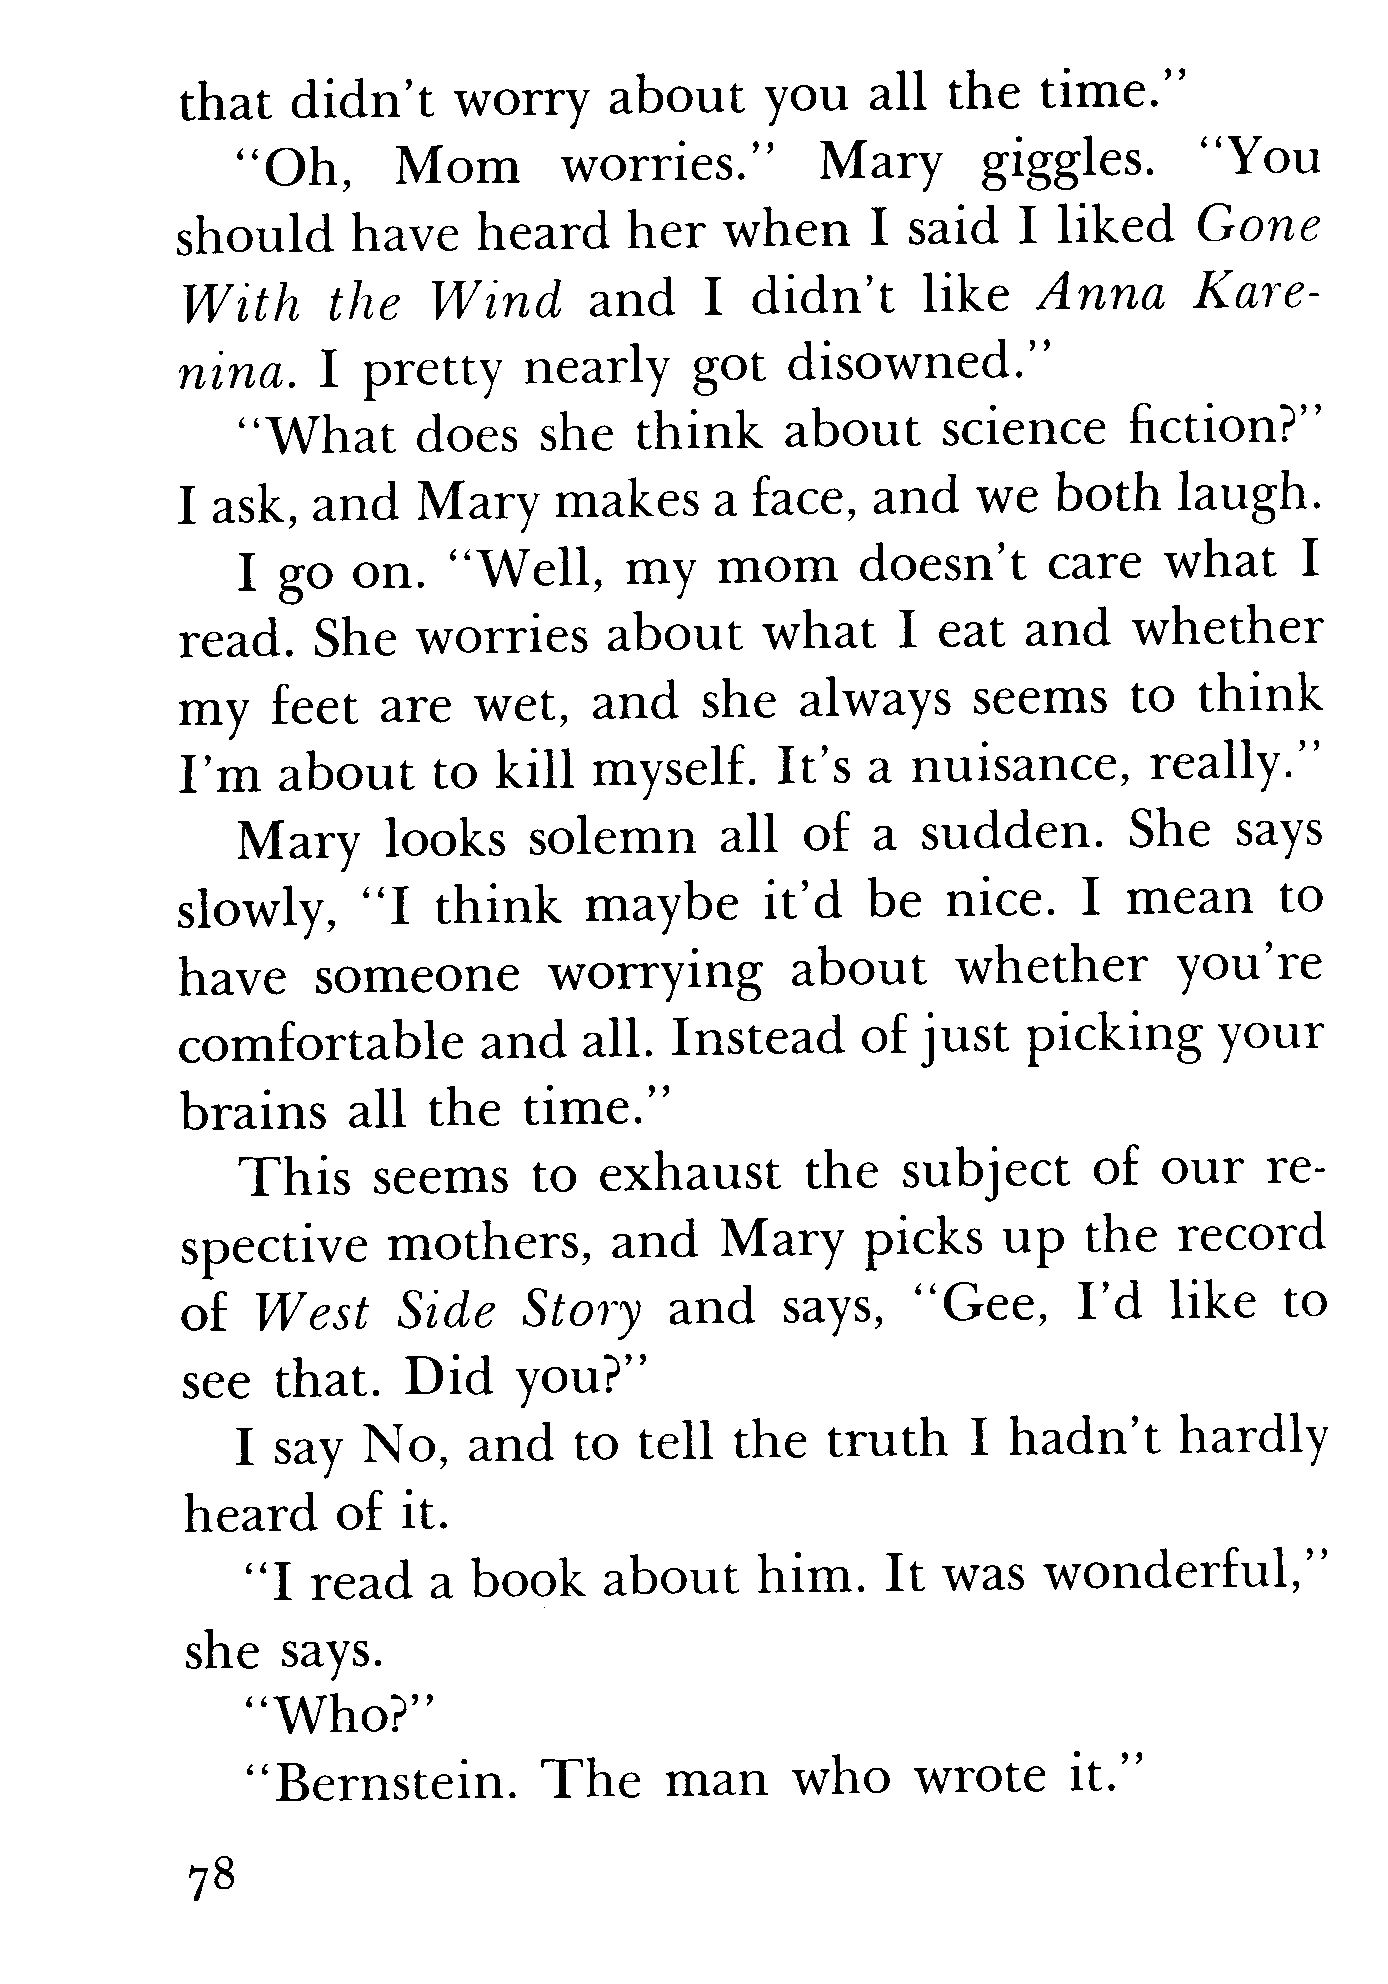 that didn't worry about you all the time."
"Oh, Mom worries." Mary giggles. "You
should have heard her when I said I liked Gone
With the Wind and I didn't like Anna Kare-
nina. I pretty nearly got disowned."
"What does she think about science fiction?"
I ask, and Mary makes a face, and we both laugh.
I go on. "Well, my mom doesn't care what I
read. She worries about what I eat and whether
my feet are wet, and she always seems to think
I'm about to kill myself. It's a nuisance, really."
Mary looks solemn all of a sudden. She says
slowly, "I think maybe it'd be nice. I mean to
have someone worrying about whether you're
comfortable and all. Instead of just picking your
brains all the time."
This seems to exhaust the subject of our re-
spective mothers, and Mary picks up the record
of West Side Story and says, "Gee, I'd like to
see that. Did you?"
I say No, and to tell the truth I hadn't hardly
heard of it.
"I read a book about him. It was wonderful,"
she says.
"Who?"
"Bernstein. The man who wrote it."
78